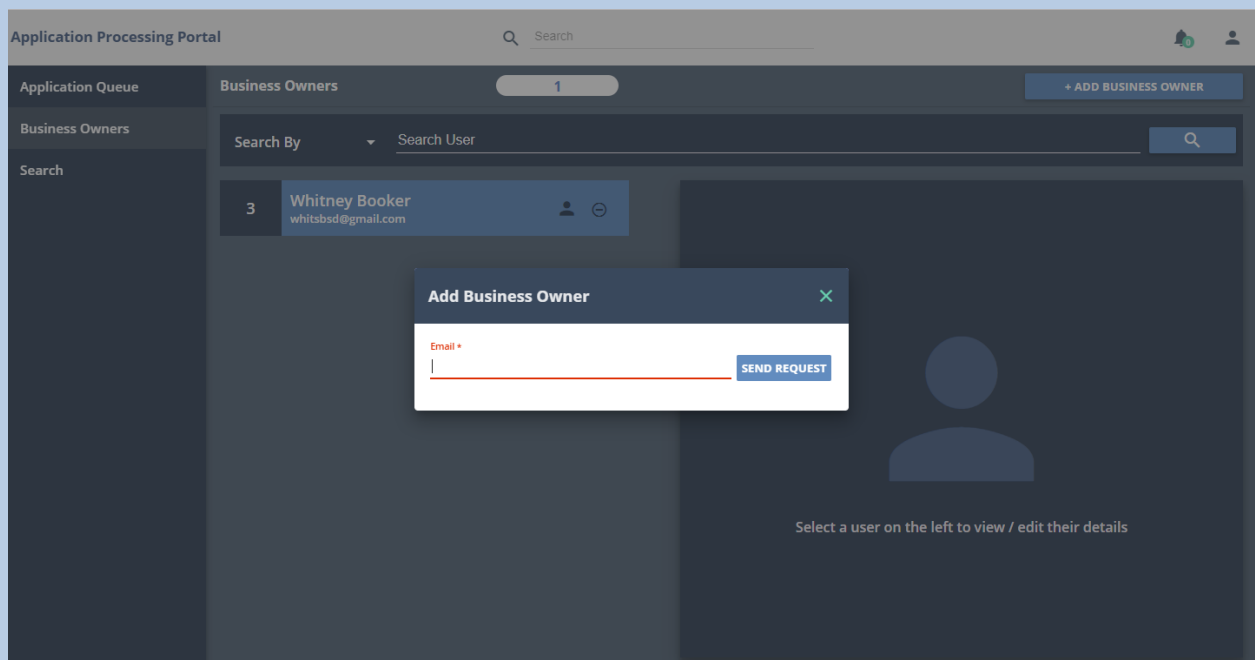 Application Processing Portal
Search
0
Application Queue
Business Owners
Search
Business Owners
1
+ ADD BUSINESS OWNER
Search By
Search User
3
Whitney Booker
whitsbsd@gmail.com
Add Business Owner
Email *
SEND REQUEST
Select a user on the left to view / edit their details